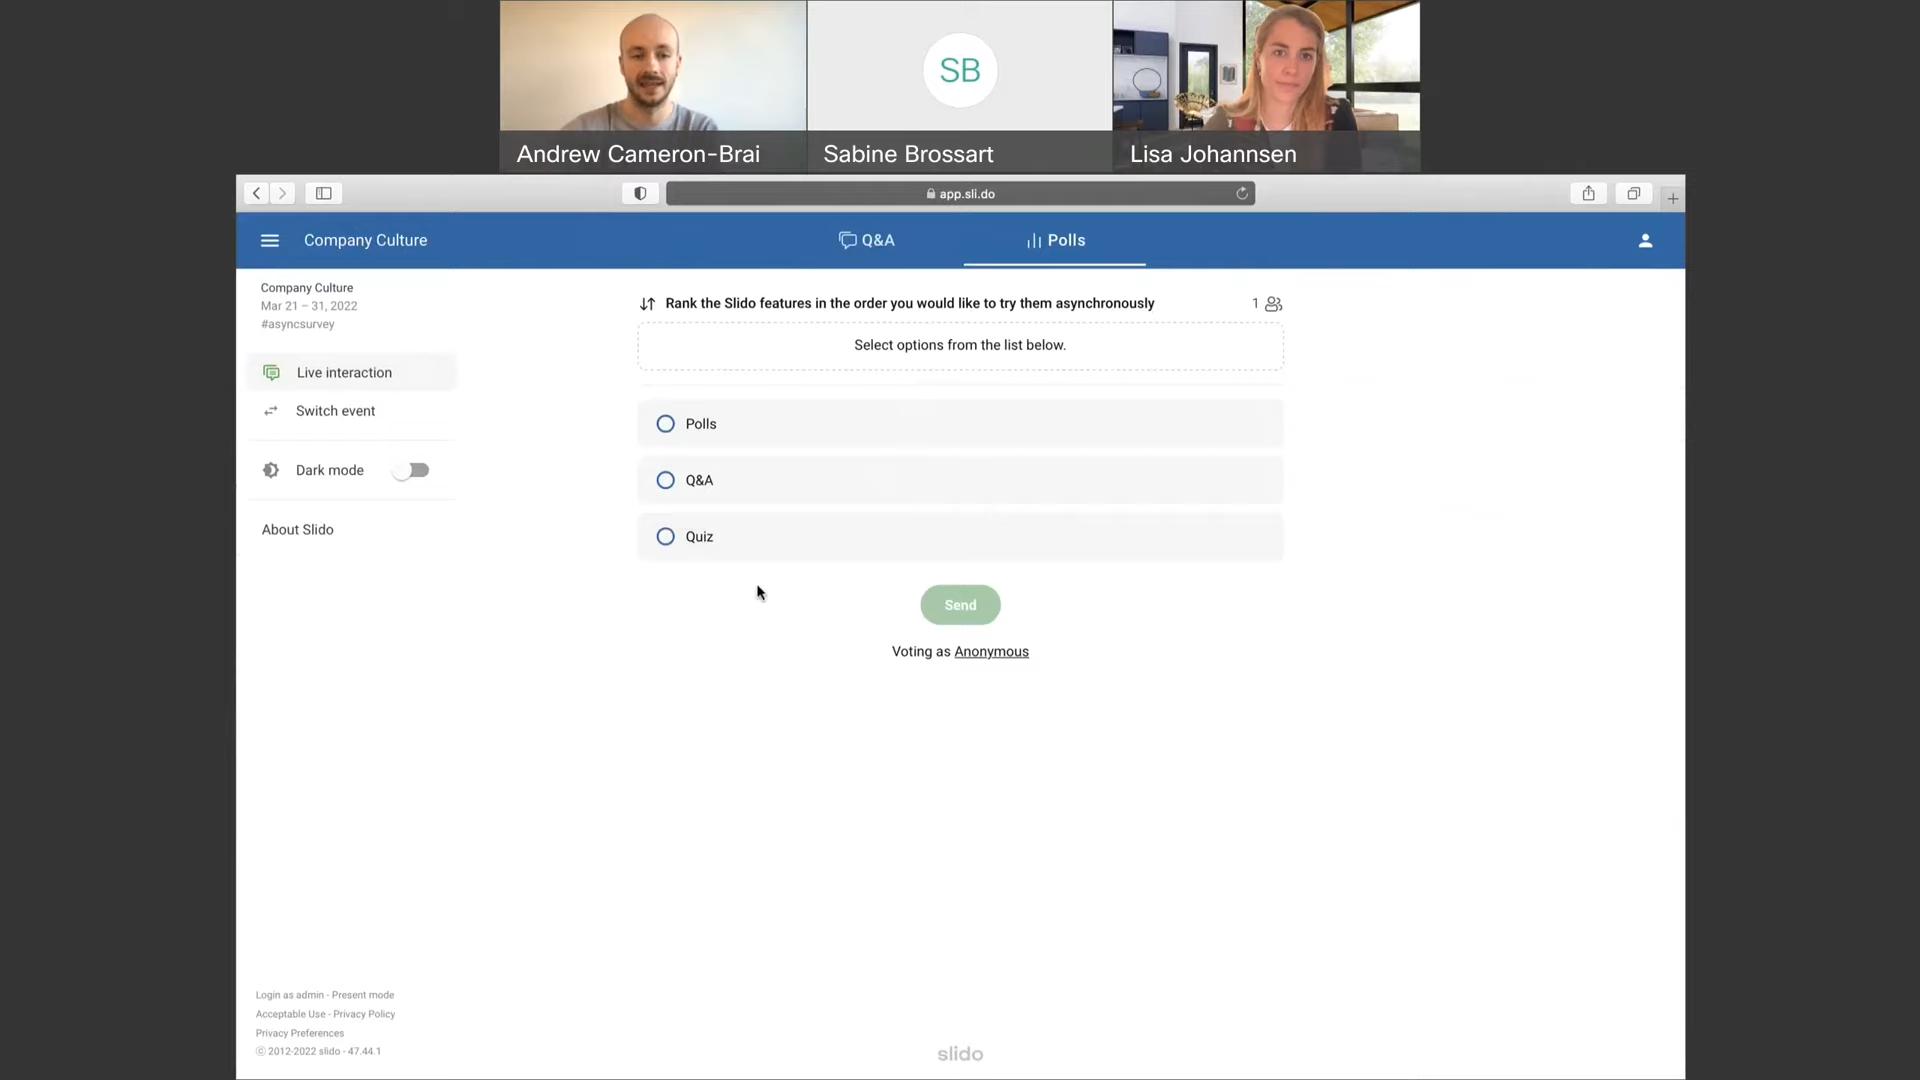 SB
Andrew Cameron-Brai
Sabine Brossart
Lisa Johannsen
app.sli.do
Company Culture
Q&A
Polls
Company Culture
Mar 21 – 31, 2022
#asyncsurvey
Live interaction
Switch event
Dark mode
About Slido
Rank the Slido features in the order you would like to try them asynchronously
1
Select options from the list below.
Polls
Q&A
Quiz
Send
Voting as Anonymous
Login as admin - Present mode
Acceptable Use - Privacy Policy
Privacy Preferences
© 2012-2022 slido - 47.44.1
slido